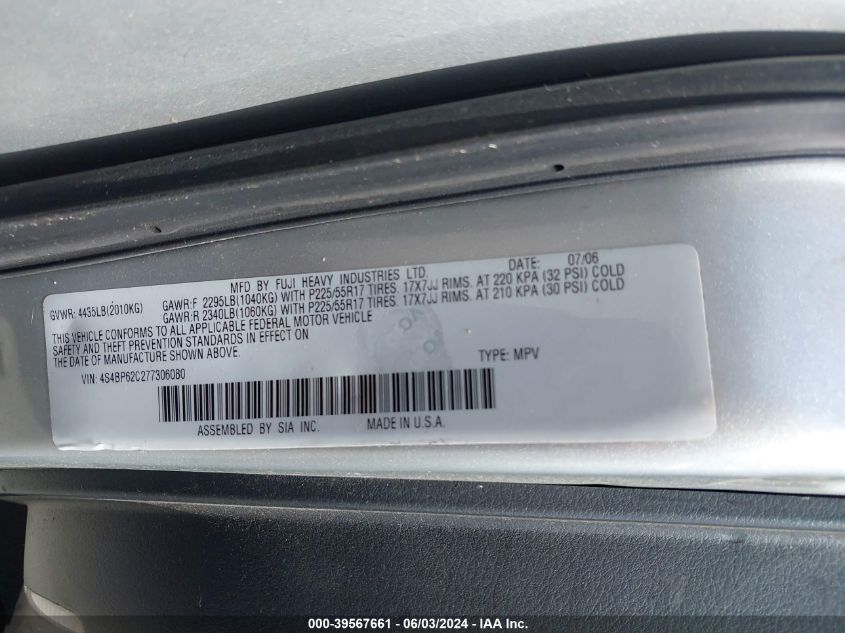 MFD BY FUJI HEAVY INDUSTRIES LTD. DATE: 07/06
GVWR: 4435LB(2010KG) GAWR:F 2295LB(1040KG) WITH P225/55R17 TIRES. 17X7JJ RIMS. AT 220 KPA (32 PSI) COLD
GAWR:R 2340LB(1060KG) WITH P225/55R17 TIRES. 17X7JJ RIMS. AT 210 KPA (30 PSI) COLD
THIS VEHICLE CONFORMS TO ALL APPLICABLE FEDERAL MOTOR VEHICLE
SAFETY AND THEFT PREVENTION STANDARDS IN EFFECT ON
THE DATE OF MANUFACTURE SHOWN ABOVE.
VIN: 4S4BP62C277306080 TYPE: MPV
ASSEMBLED BY SIA INC. MADE IN U.S.A.
000-39567661 - 06/03/2024 - IAA Inc.